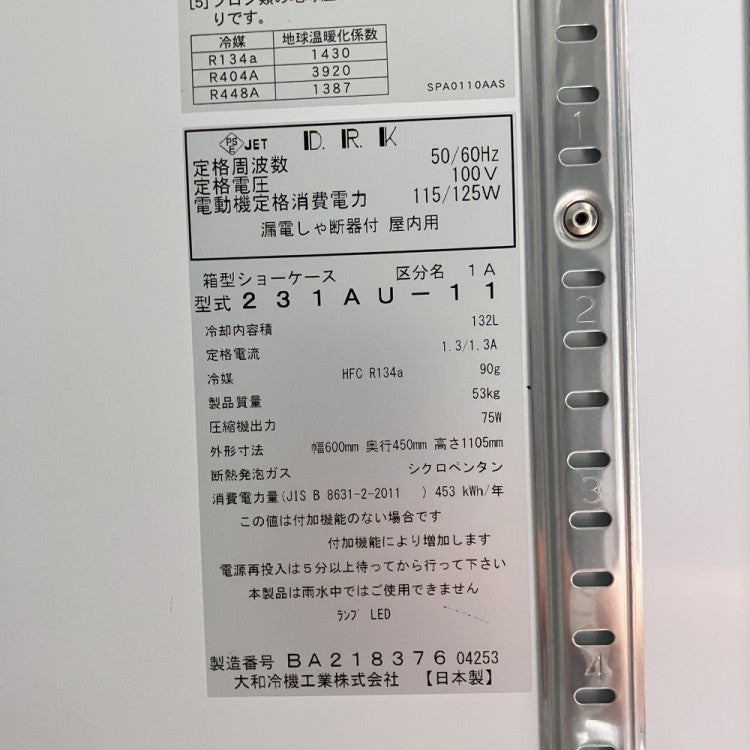 りです。
冷媒 地球温暖化係数
R134a 1430
R404A 3920
R448A 1387
SPA0110AAS
PS E JET D.R.K
定格周波数 50/60Hz
定格電圧 100V
電動機定格消費電力 115/125W
漏電しゃ断器付 屋内用
箱型ショーケース 区分名 1A
型式 231AU-11
冷却内容積 132L
定格電流 1.3/1.3A
冷媒 HFC R134a 90g
製品質量 53kg
圧縮機出力 75W
外形寸法 幅600mm 奥行450mm 高さ1105mm
断熱発泡ガス シクロペンタン
消費電力量(JIS B 8631-2-2011 ) 453 kWh/年
この値は付加機能のない場合です
付加機能により増加します
電源再投入は5分以上待ってから行って下さい
本製品は雨水中ではご使用できません
ランプ LED
製造番号 BA218376 04253
大和冷機工業株式会社 【日本製】
1
2
3
4